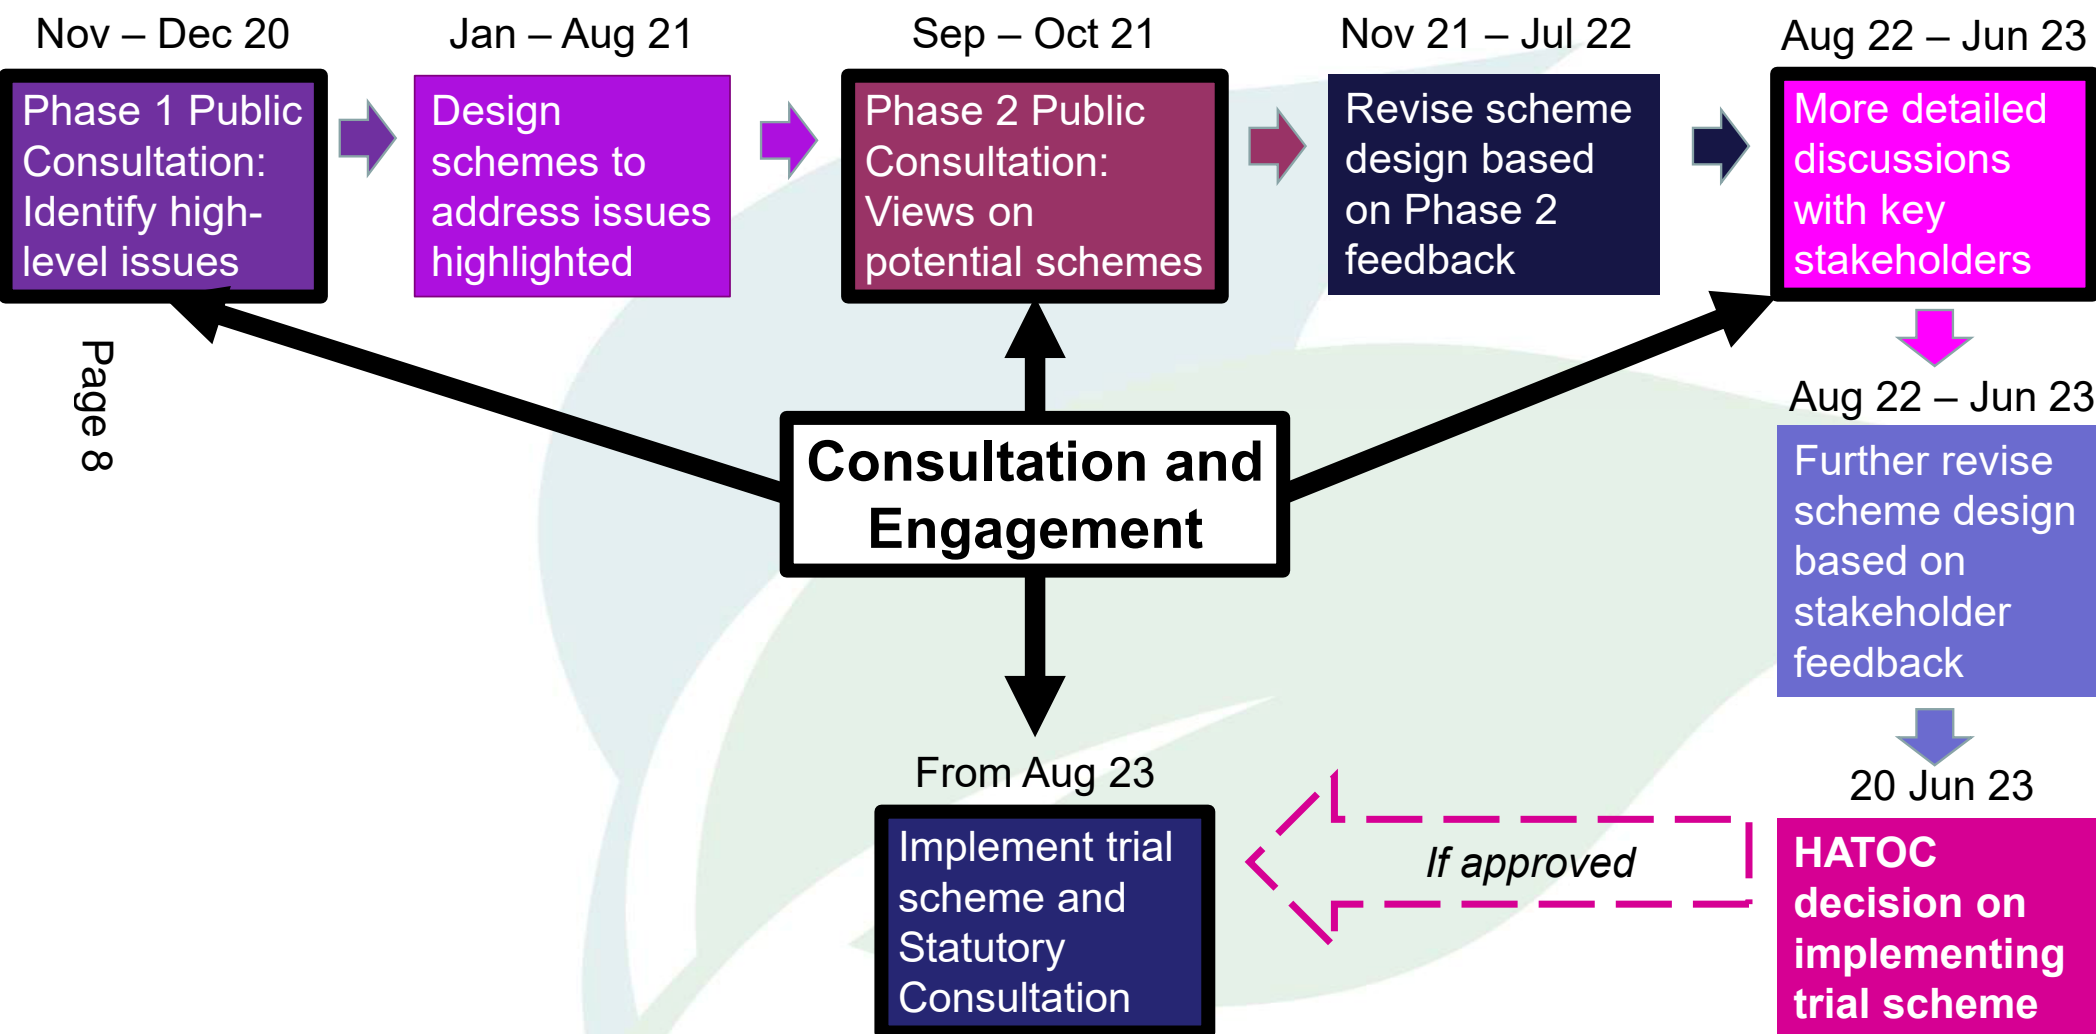 Nov – Dec 20
Phase 1 Public
Consultation:
Identify high-
level issues
Jan – Aug 21
Design
schemes to
address issues
highlighted
Sep – Oct 21
Phase 2 Public
Consultation:
Views on
potential schemes
Nov 21 – Jul 22
Revise scheme
design based
on Phase 2
feedback
Aug 22 – Jun 23
More detailed
discussions
with key
stakeholders
Page 8
Consultation and
Engagement
Aug 22 – Jun 23
Further revise
scheme design
based on
stakeholder
feedback
20 Jun 23
HATOC
decision on
implementing
trial scheme
If approved
From Aug 23
Implement trial
scheme and
Statutory
Consultation